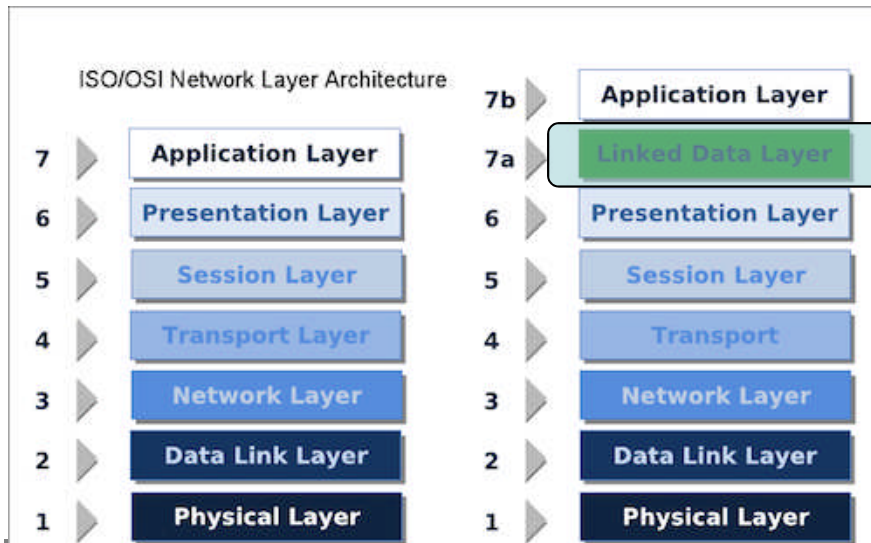 ISO/OSI Network Layer Architecture
7 Application Layer
6 Presentation Layer
5 Session Layer
4 Transport Layer
3 Network Layer
2 Data Link Layer
1 Physical Layer
7b Application Layer
7a Linked Data Layer
6 Presentation Layer
5 Session Layer
4 Transport
3 Network Layer
2 Data Link Layer
1 Physical Layer